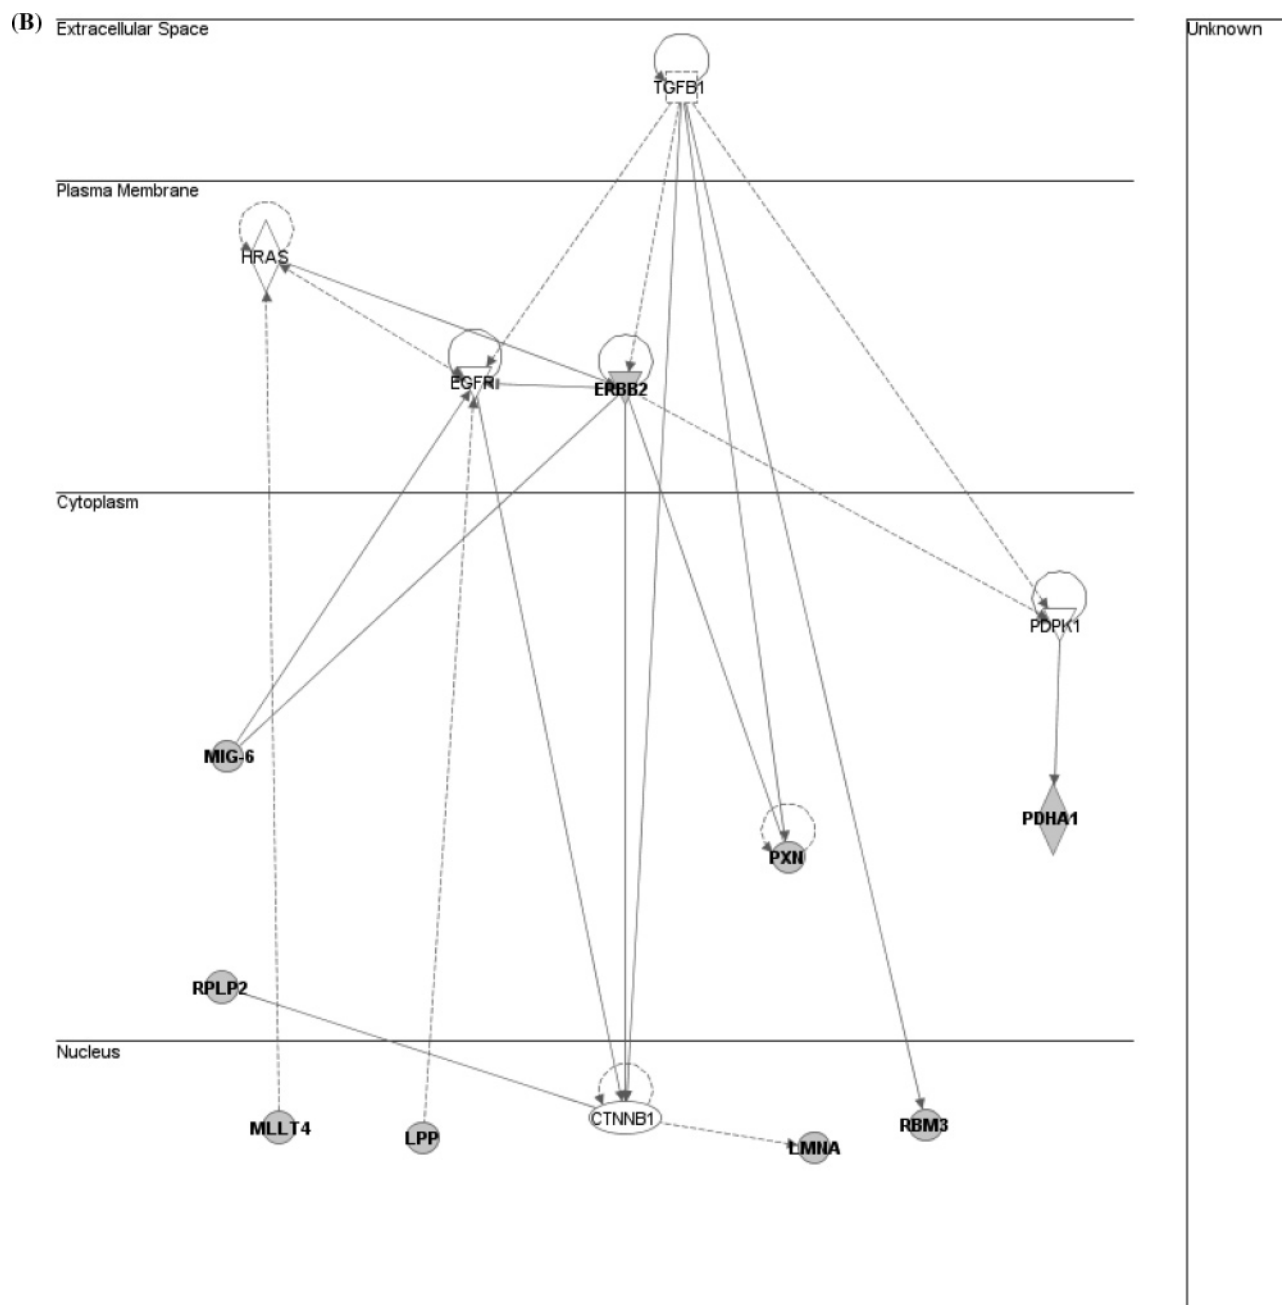 (B) Extracellular Space
Unknown
TGFB1
Plasma Membrane
HRAS
EGFR
ERBB2
Cytoplasm
PDPK1
MIG-6
PDHA1
PXN
RPLP2
Nucleus
MLLT4
LPP
CTNNB1
LMNA
RBM3